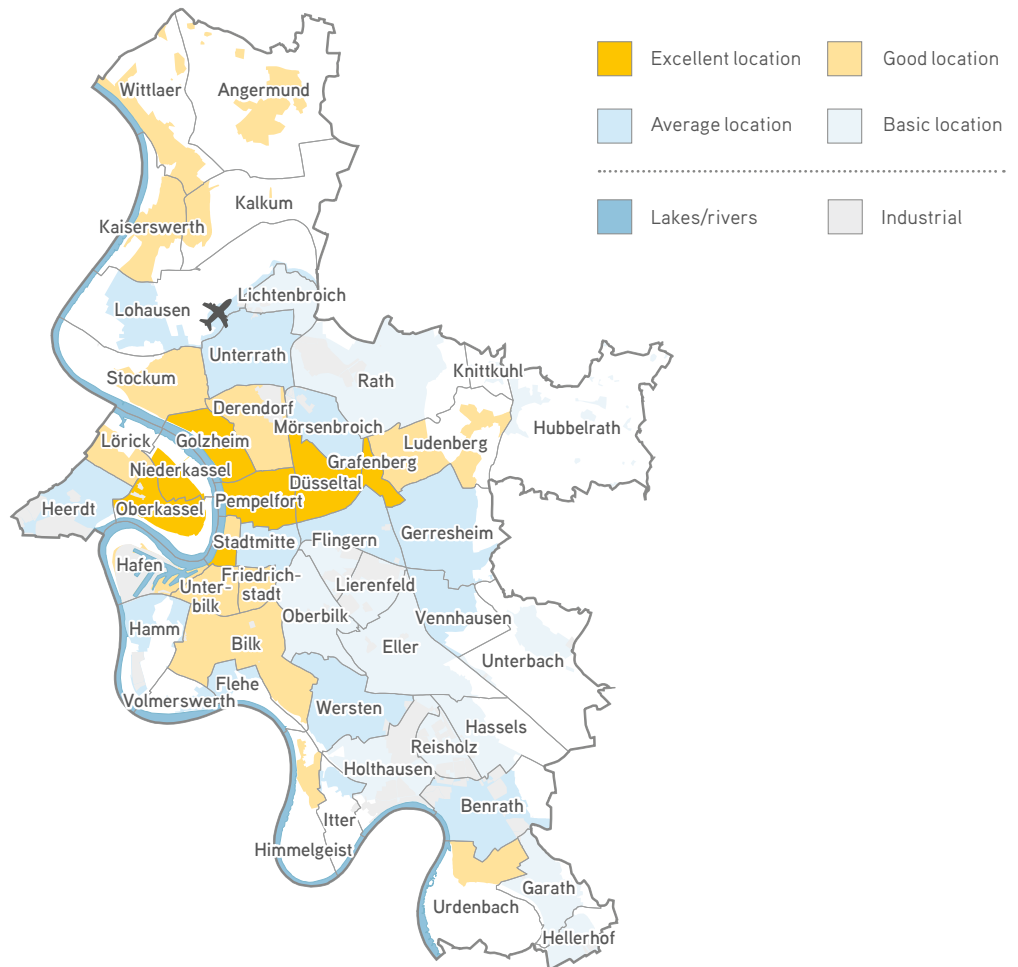 Excellent location
Good location
Average location
Basic location
Lakes/rivers
Industrial
Wittlaer
Angermund
Kalkum
Kaiserswerth
Lichtenbroich
Lohausen
Unterrath
Stockum
Rath
Knittkuhl
Derendorf
Mörsenbroich
Hubbelrath
Lörick
Golzheim
Ludenberg
Grafenberg
Niederkassel
Düsseltal
Heerdt
Oberkassel
Pempelfort
Stadtmitte
Flingern
Gerresheim
Hafen
Unter-
bilk
Friedrich-
stadt
Lierenfeld
Oberbilk
Vennhausen
Hamm
Bilk
Eller
Unterbach
Flehe
Volmerswerth
Wersten
Hassels
Reisholz
Holthausen
Benrath
Itter
Himmelgeist
Garath
Urdenbach
Hellerhof